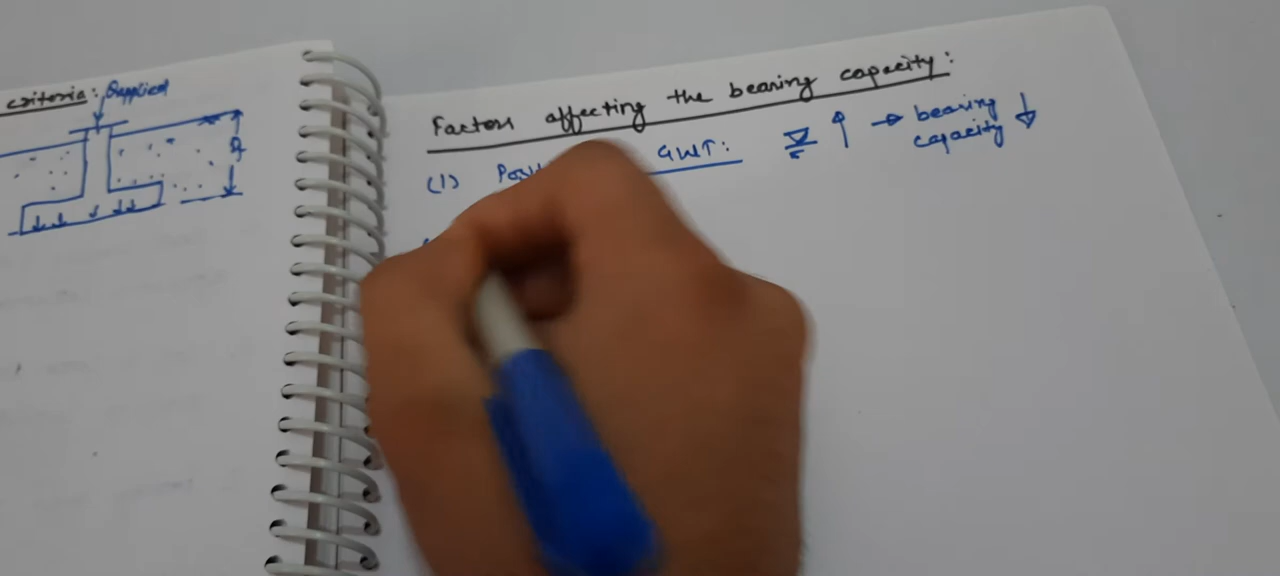 criteria: Supplied
Factors affecting the bearing capacity:
(1) GWT: ↑ → bearing capacity ↓